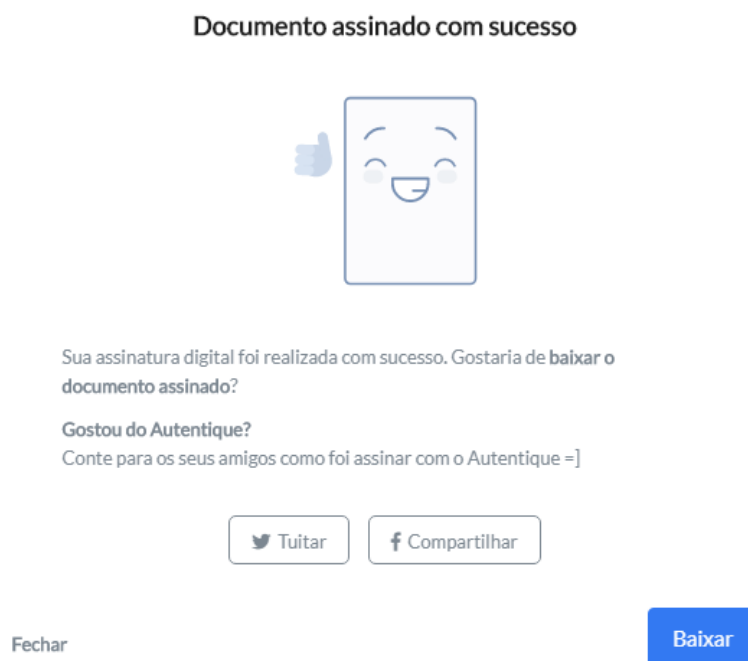 Documento assinado com sucesso
Sua assinatura digital foi realizada com sucesso. Gostaria de baixar o
documento assinado?
Gostou do Autentique?
Conte para os seus amigos como foi assinar com o Autentique =]
Tuitar
Compartilhar
Fechar
Baixar